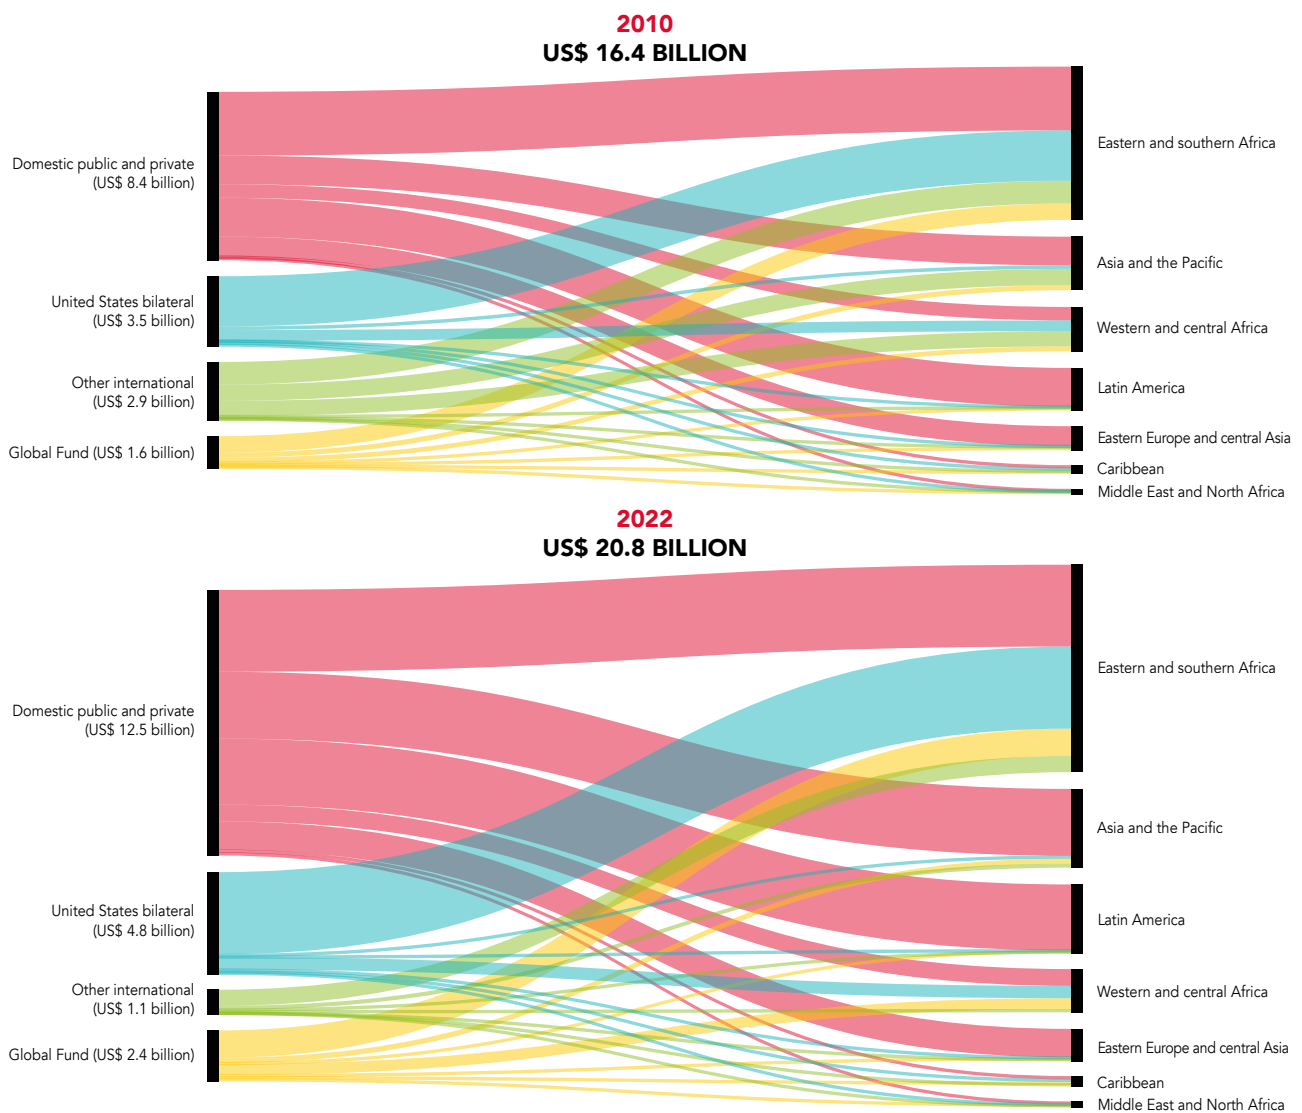 2010
US$ 16.4 BILLION
Domestic public and private
(US$ 8.4 billion)
United States bilateral
(US$ 3.5 billion)
Other international
(US$ 2.9 billion)
Global Fund (US$ 1.6 billion)
Eastern and southern Africa
Asia and the Pacific
Western and central Africa
Latin America
Eastern Europe and central Asia
Caribbean
Middle East and North Africa
2022
US$ 20.8 BILLION
Domestic public and private
(US$ 12.5 billion)
United States bilateral
(US$ 4.8 billion)
Other international
(US$ 1.1 billion)
Global Fund (US$ 2.4 billion)
Eastern and southern Africa
Asia and the Pacific
Latin America
Western and central Africa
Eastern Europe and central Asia
Caribbean
Middle East and North Africa